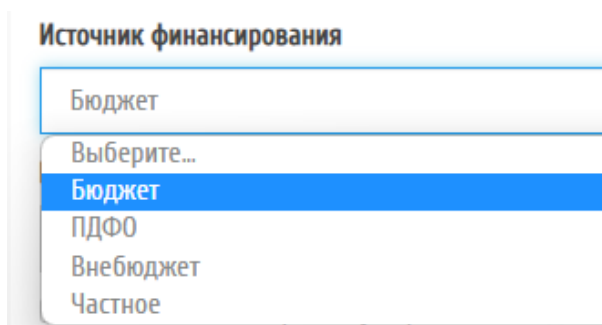 Источник финансирования
Бюджет
Выберите...
Бюджет
ПДФО
Внебюджет
Частное